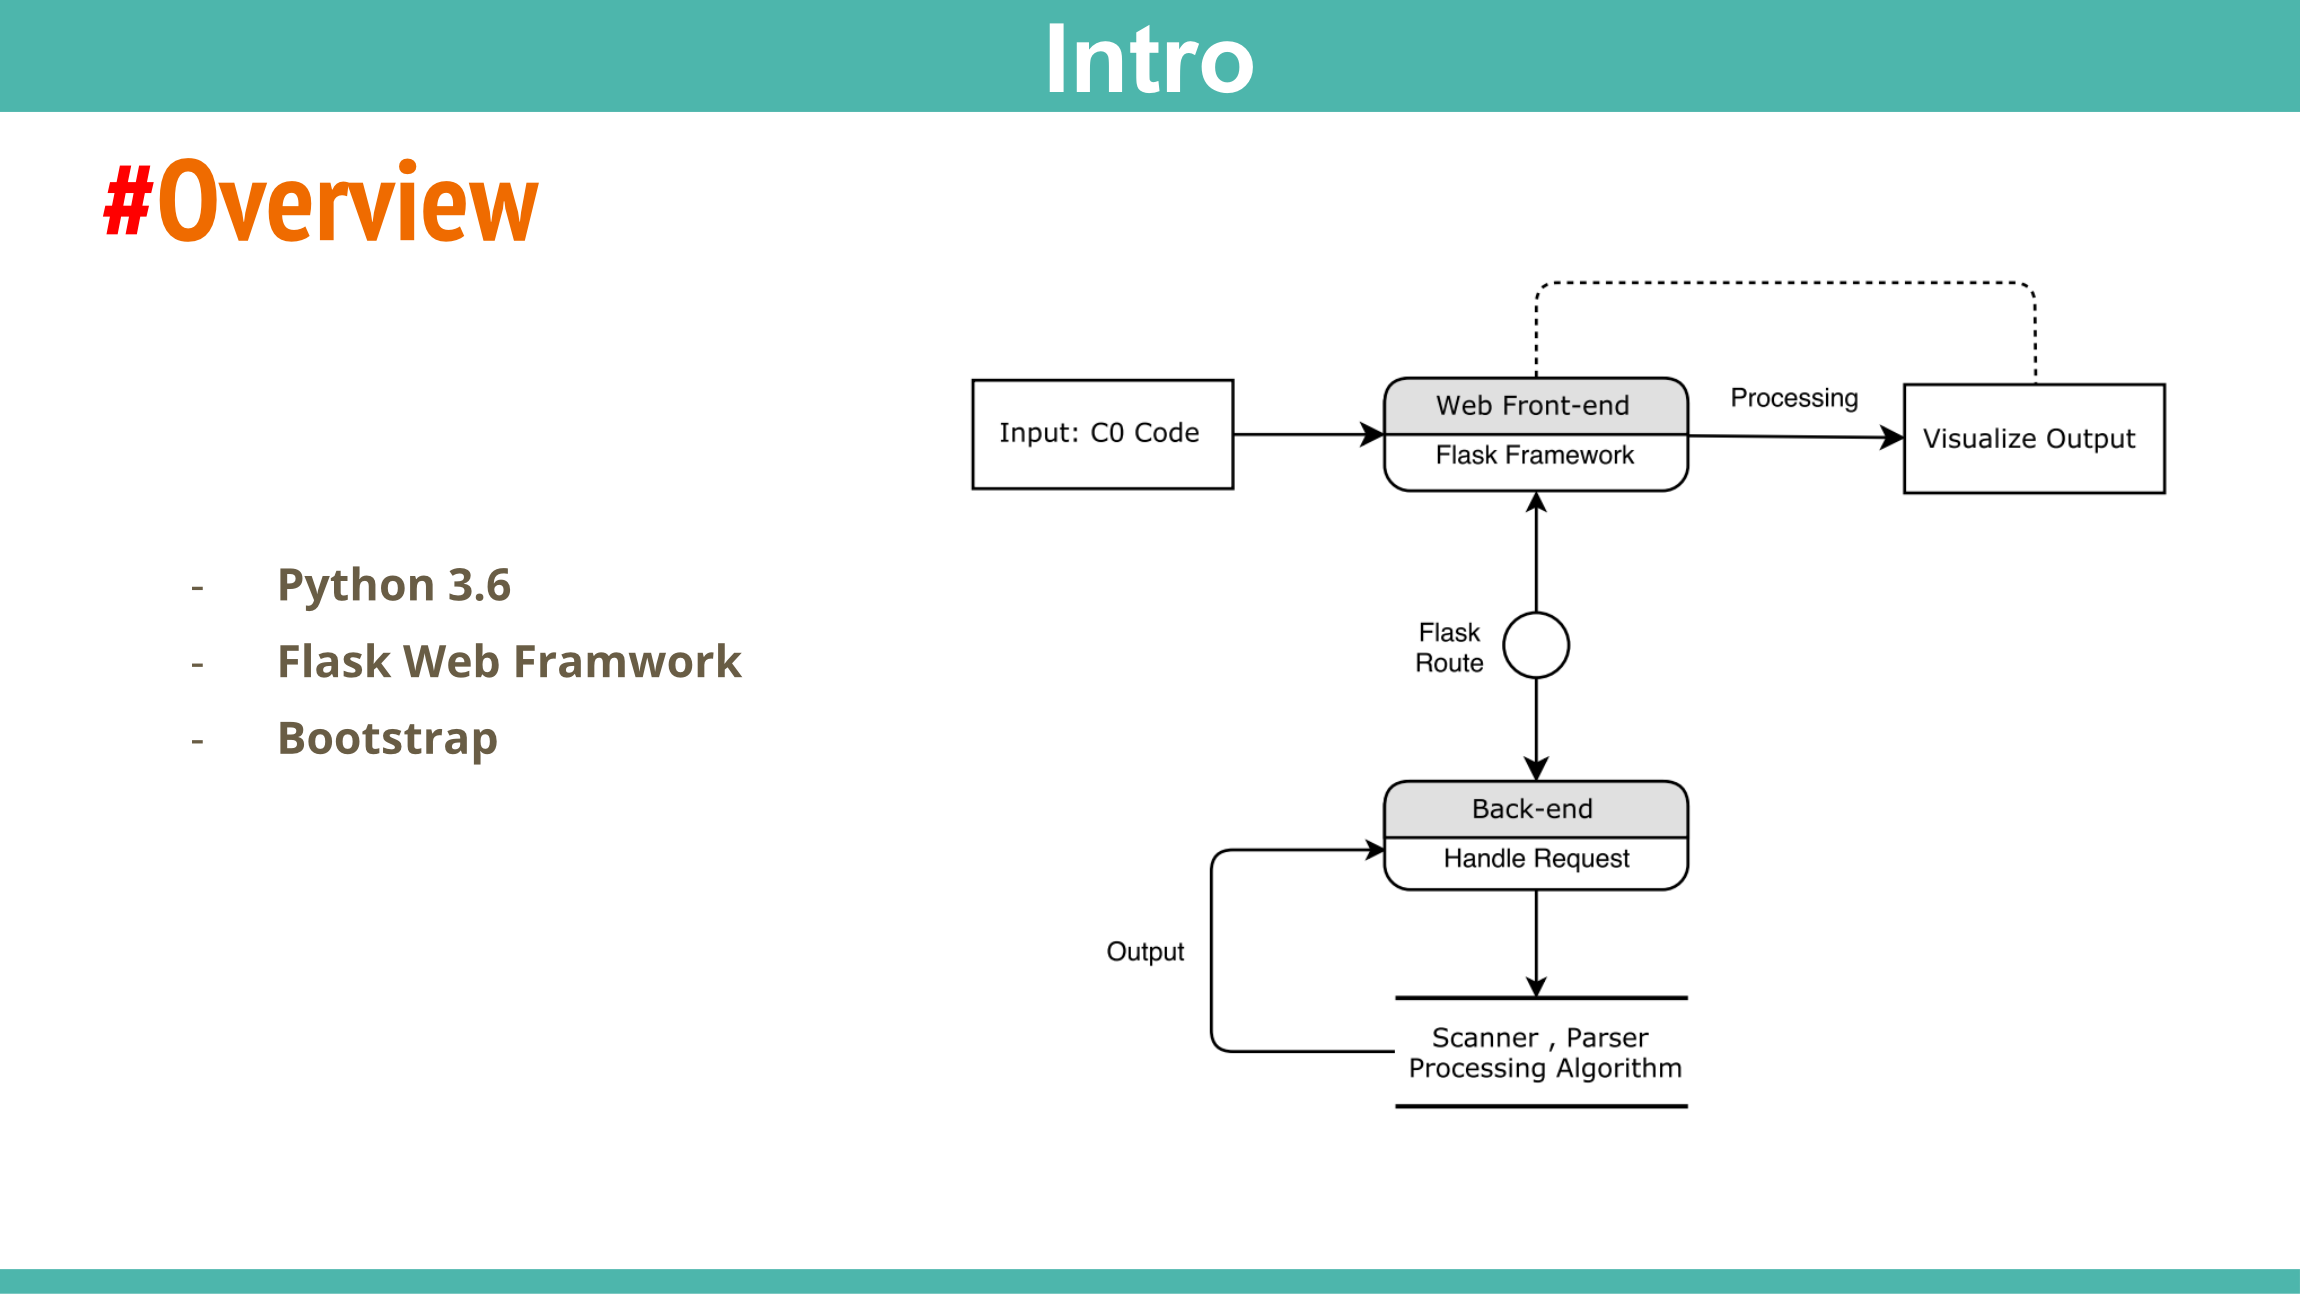 Intro
#Overview
- Python 3.6
- Flask Web Framwork
- Bootstrap
Input: C0 Code
Web Front-end
Flask Framework
Processing
Visualize Output
Flask
Route
Back-end
Handle Request
Output
Scanner , Parser
Processing Algorithm